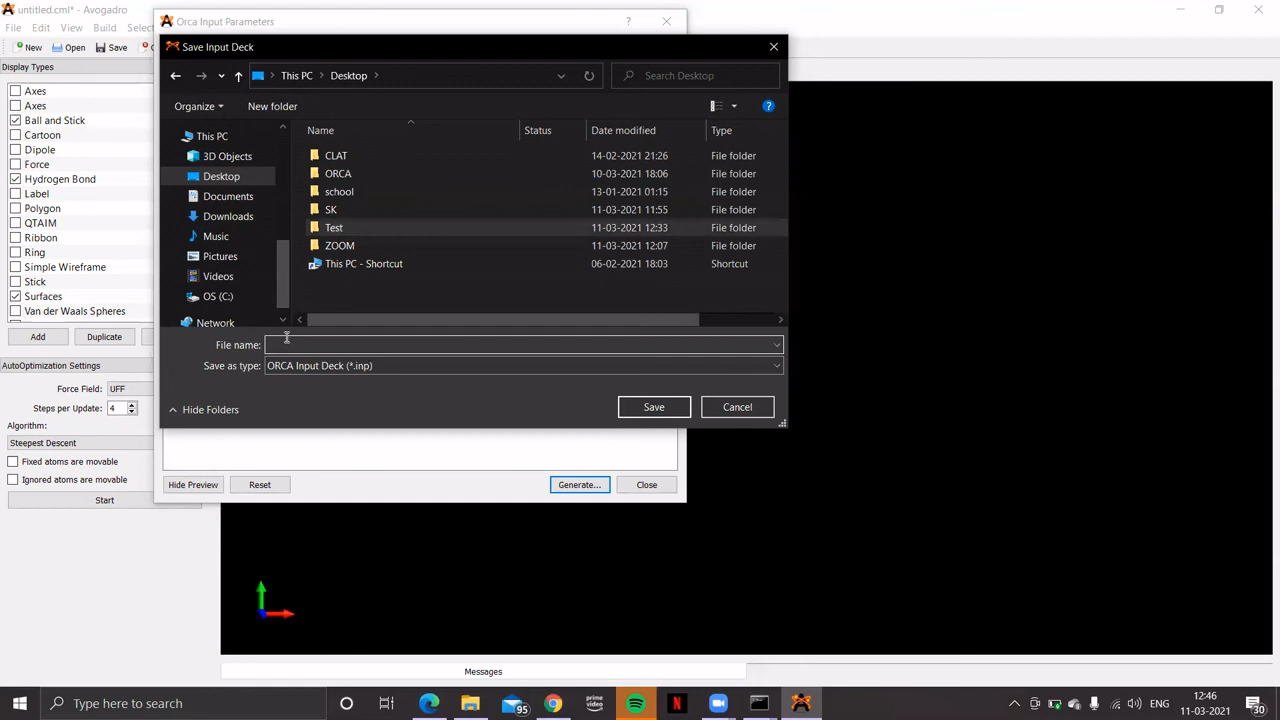 untitled.cml* - Avogadro
File Edit View Build Select
New Open Save
Display Types
Axes
Axes
Ball and Stick
Cartoon
Dipole
Force
Hydrogen Bond
Label
Polygon
QTAIM
Ribbon
Ring
Simple Wireframe
Stick
Surfaces
Van der Waals Spheres
Add Duplicate
AutoOptimization Settings
Force Field: UFF
Steps per Update: 4
Algorithm:
Steepest Descent
Fixed atoms are movable
Ignored atoms are movable
Start
Orca Input Parameters ?
Save Input Deck
This PC > Desktop >
Search Desktop
Organize New folder ?
This PC
3D Objects
Desktop
Documents
Downloads
Music
Pictures
Videos
OS (C:)
Network
Name Status Date modified Type
CLAT 14-02-2021 21:26 File folder
ORCA 10-03-2021 18:06 File folder
school 13-01-2021 01:15 File folder
SK 11-03-2021 11:55 File folder
Test 11-03-2021 12:33 File folder
ZOOM 11-03-2021 12:07 File folder
This PC - Shortcut 06-02-2021 18:03 Shortcut
File name:
Save as type: ORCA Input Deck (*.inp)
Hide Folders Save Cancel
Hide Preview Reset Generate... Close
Messages
Type here to search
95
prime video
N
ENG
12:46
11-03-2021
30